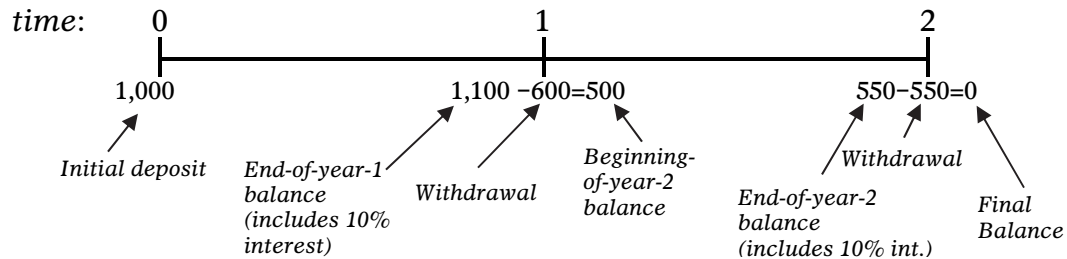 time: 0 1 2
1,000 1,100 −600=500 550−550=0
Initial deposit
End-of-year-1
balance
(includes 10%
interest)
Withdrawal
Beginning-
of-year-2
balance
Withdrawal
End-of-year-2
balance
(includes 10% int.)
Final
Balance